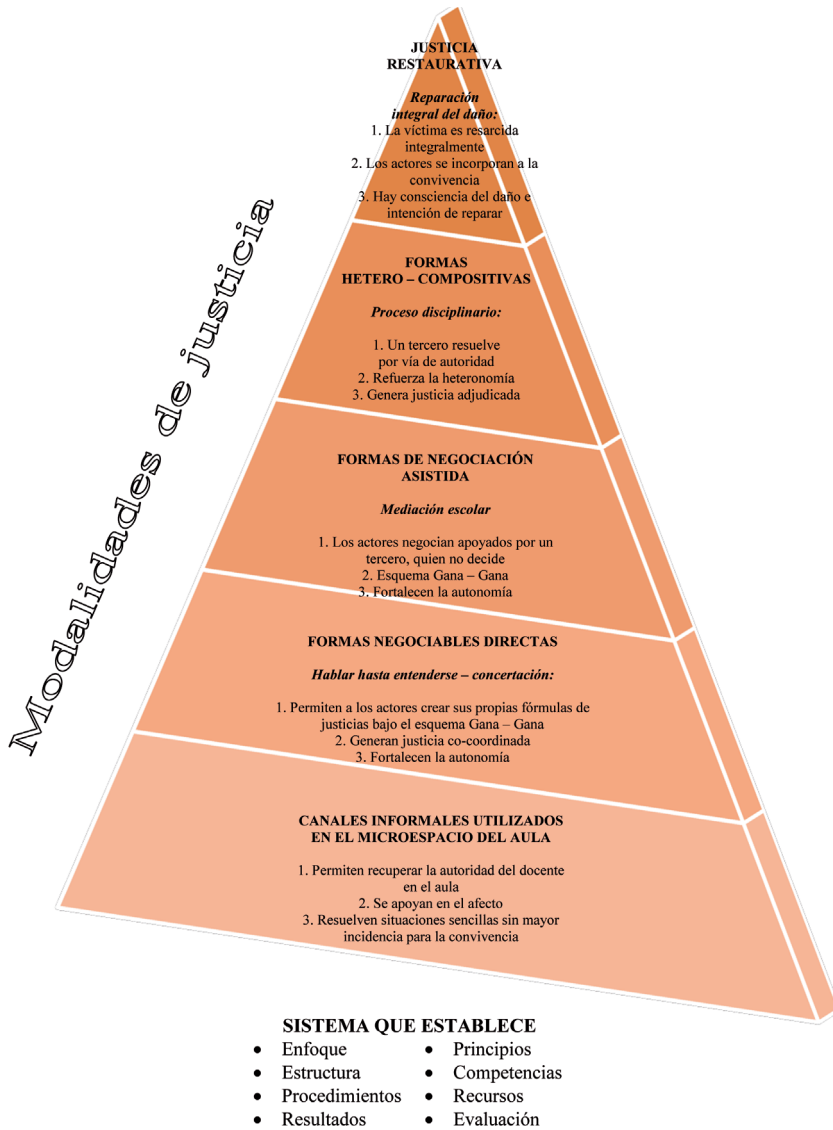 Modalidades de justicia
JUSTICIA
RESTAURATIVA
Reparación
integral del daño:
1. La víctima es resarcida
integralmente
2. Los actores se incorporan a la
convivencia
3. Hay consciencia del daño e
intención de reparar
FORMAS
HETERO – COMPOSITIVAS
Proceso disciplinario:
1. Un tercero resuelve
por vía de autoridad
2. Refuerza la heteronomía
3. Genera justicia adjudicada
FORMAS DE NEGOCIACIÓN
ASISTIDA
Mediación escolar
1. Los actores negocian apoyados por un
tercero, quien no decide
2. Esquema Gana – Gana
3. Fortalecen la autonomía
FORMAS NEGOCIABLES DIRECTAS
Hablar hasta entenderse – concertación:
1. Permiten a los actores crear sus propias fórmulas de
justicias bajo el esquema Gana – Gana
2. Generan justicia co-coordinada
3. Fortalecen la autonomía
CANALES INFORMALES UTILIZADOS
EN EL MICROESPACIO DEL AULA
1. Permiten recuperar la autoridad del docente
en el aula
2. Se apoyan en el afecto
3. Resuelven situaciones sencillas sin mayor
incidencia para la convivencia
SISTEMA QUE ESTABLECE
• Enfoque
• Estructura
• Procedimientos
• Resultados
• Principios
• Competencias
• Recursos
• Evaluación